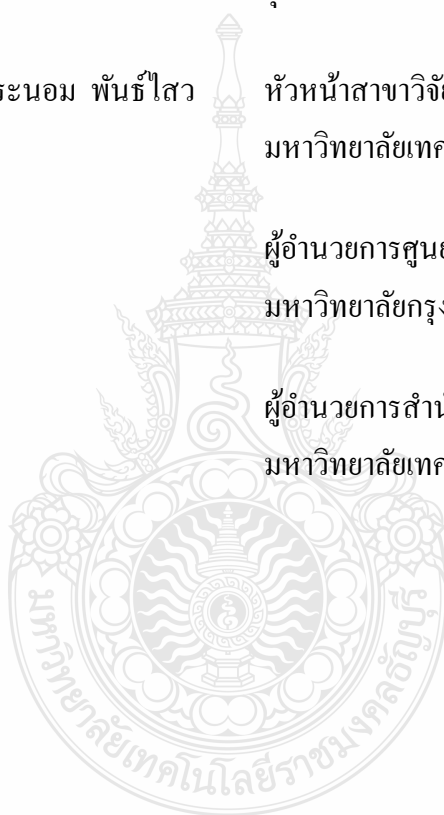 ระนอม พันธ์ไสว หัวหน้าสาขาวิจัย
มหาวิทยาลัยเทค
ผู้อำนวยการศูนย
มหาวิทยาลัยกรุง
ผู้อำนวยการสำน
มหาวิทยาลัยเทค
มหาวิทยาลัยเทคโนโลยีราชมงคลธัญบุรี